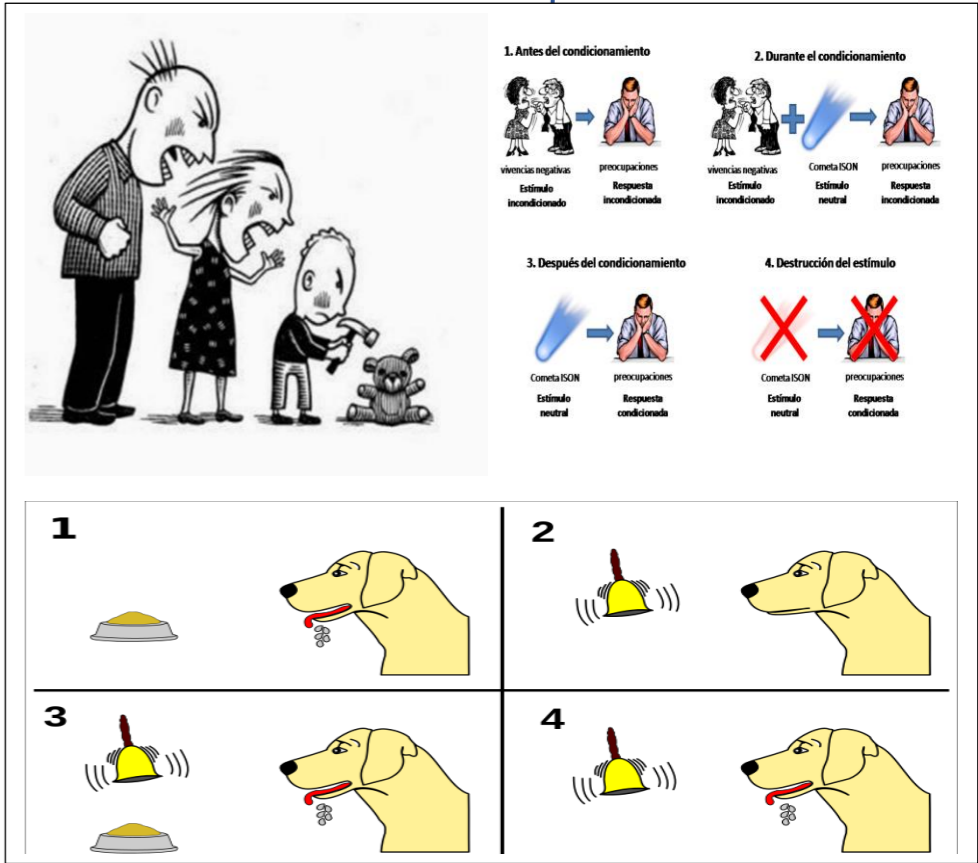 1. Antes del condicionamiento
vivencias negativas
preocupaciones
Estímulo
incondicionado
Respuesta
incondicionada
2. Durante el condicionamiento
vivencias negativas
Cometa ISON
preocupaciones
Estímulo
incondicionado
Estímulo
neutral
Respuesta
incondicionada
3. Después del condicionamiento
Cometa ISON
preocupaciones
Estímulo
neutral
Respuesta
condicionada
4. Destrucción del estímulo
Cometa ISON
preocupaciones
Estímulo
neutral
Respuesta
condicionada
1
2
3
4